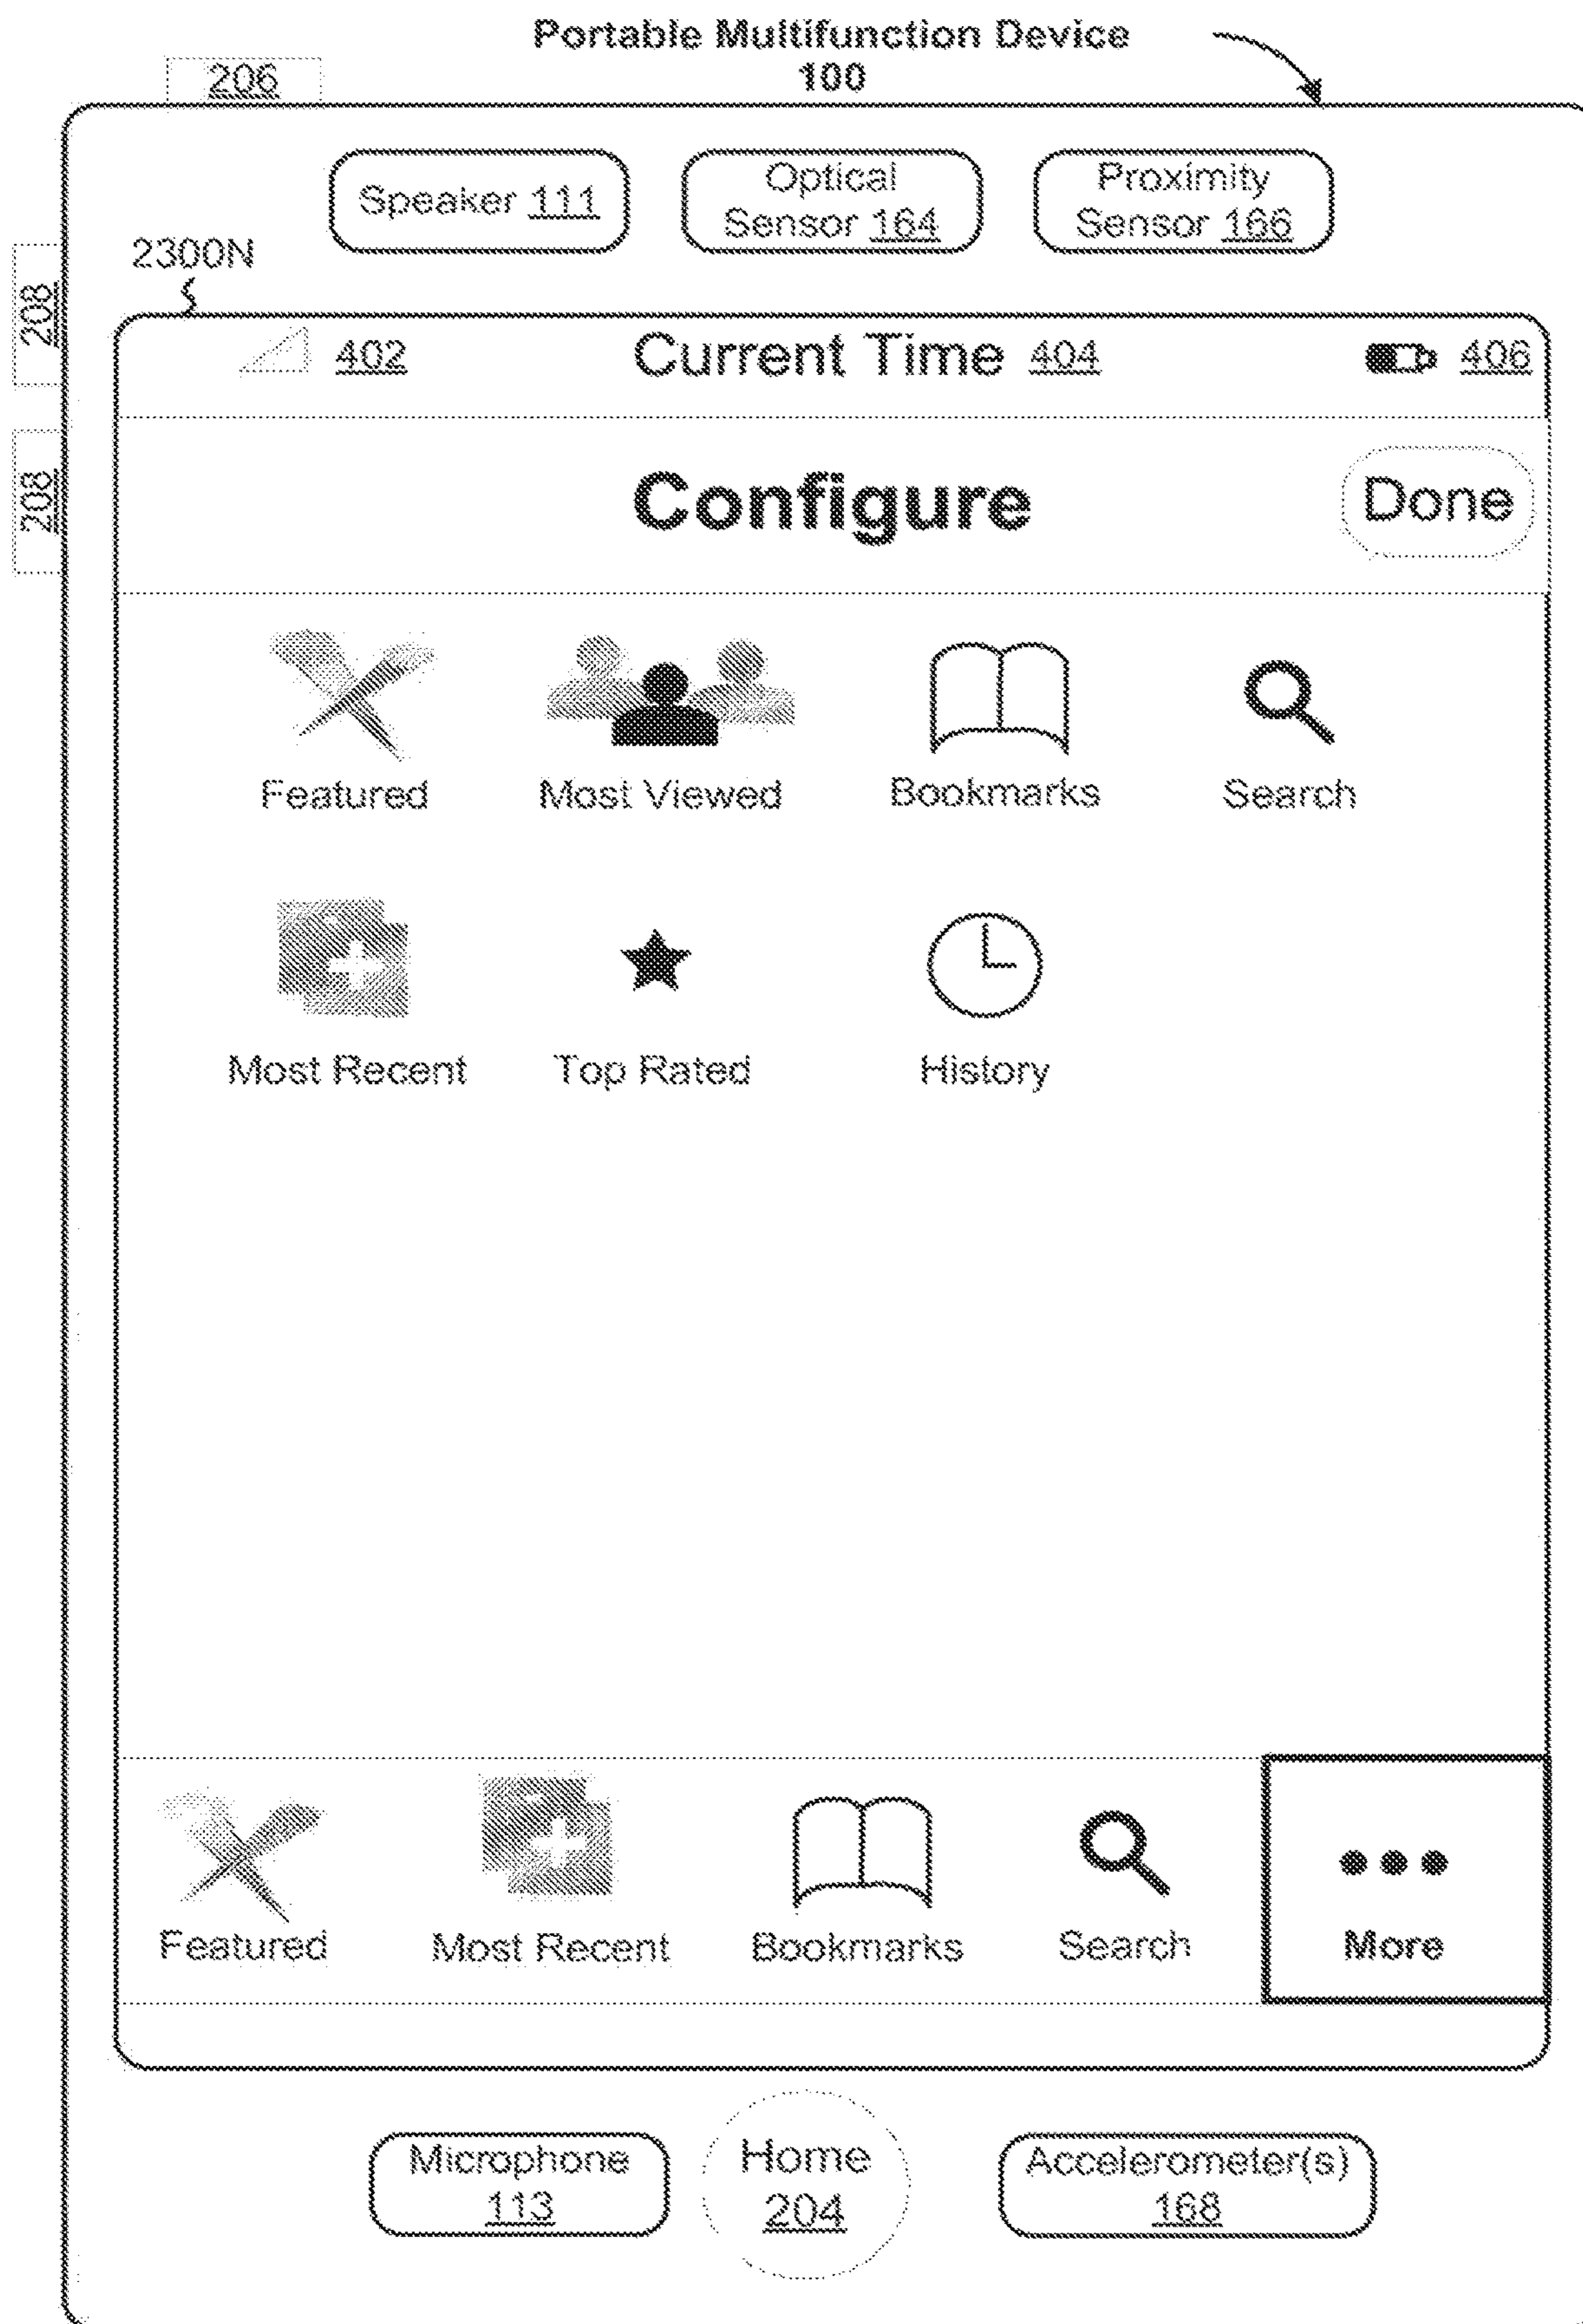 Portable Multifunction Device
100
206
Speaker 111
Optical
Sensor 164
Proximity
Sensor 166
2300N
208
208
402
Current Time 404
406
Configure
Done
Featured
Most Viewed
Bookmarks
Search
Most Recent
Top Rated
History
Featured
Most Recent
Bookmarks
Search
More
Microphone
113
Home
204
Accelerometer(s)
168